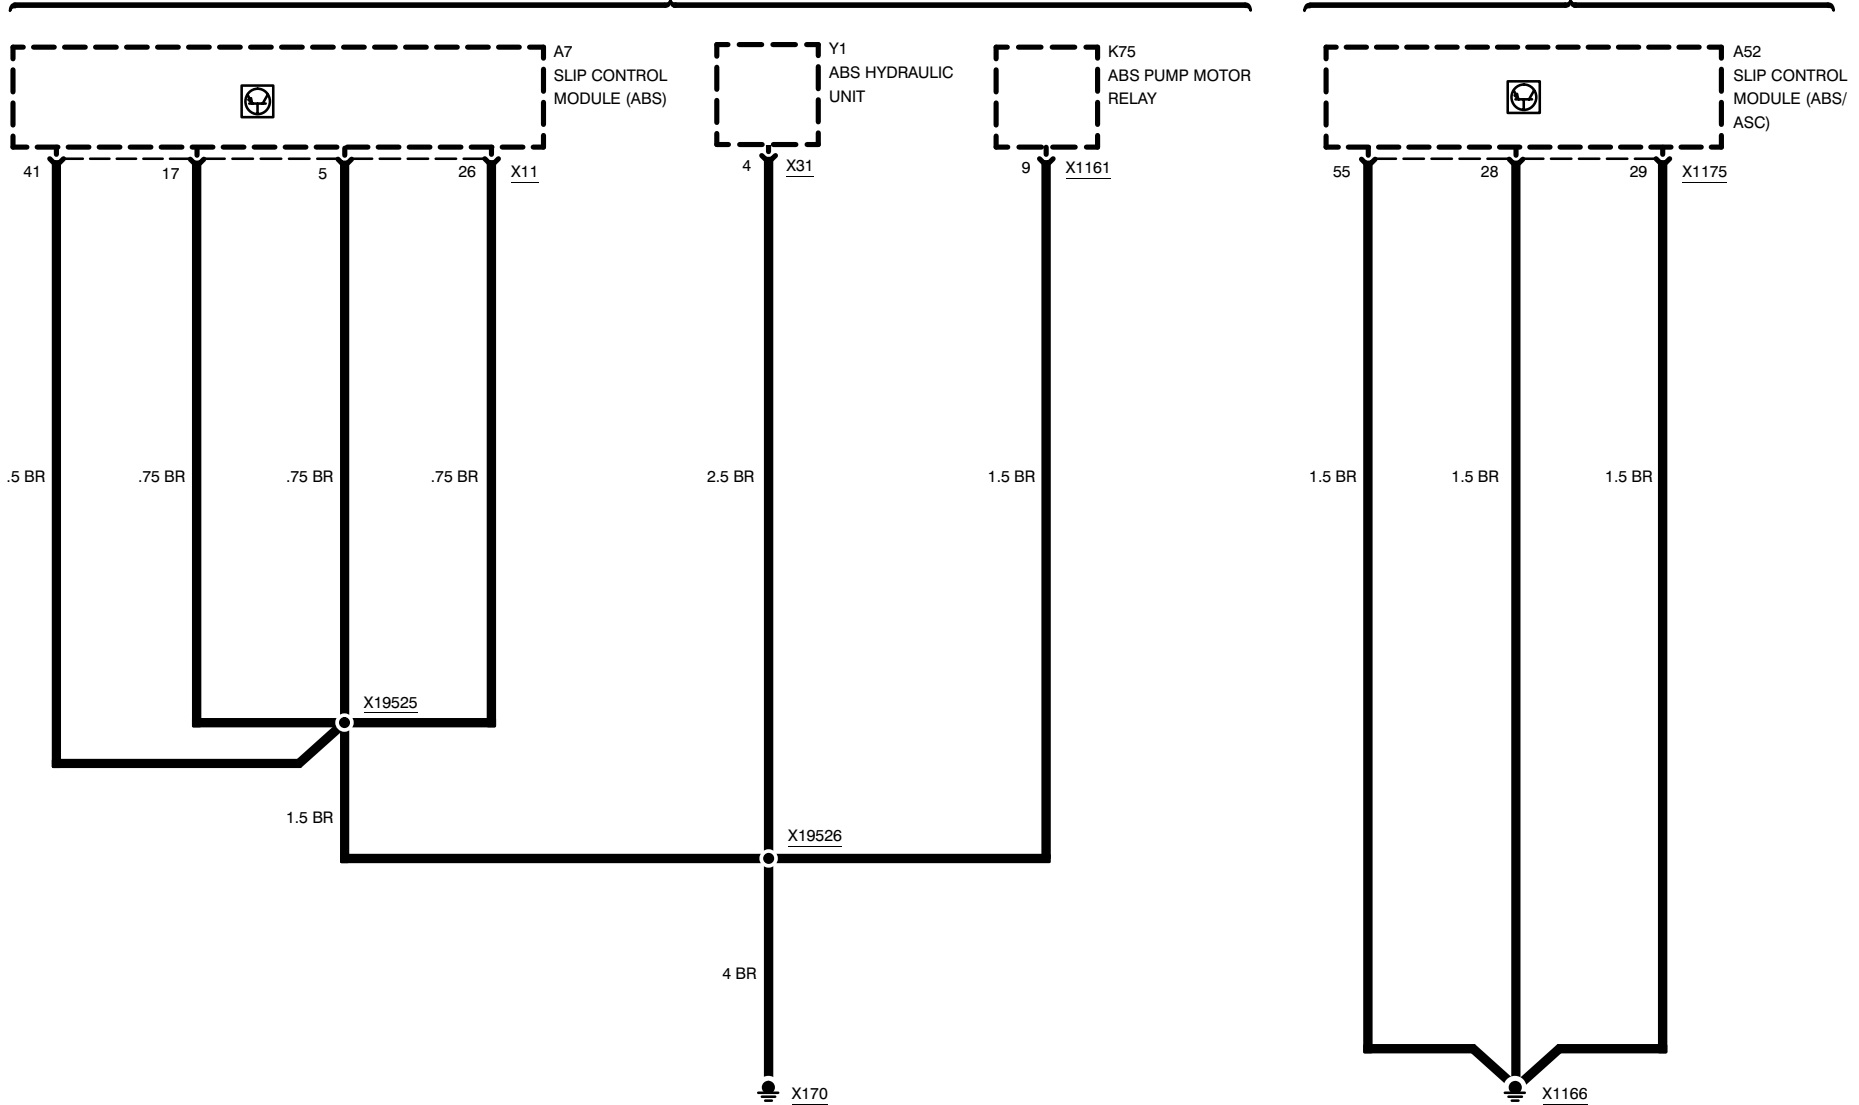 A7
SLIP CONTROL
MODULE (ABS)
Y1
ABS HYDRAULIC
UNIT
K75
ABS PUMP MOTOR
RELAY
A52
SLIP CONTROL
MODULE (ABS/
ASC)
41
17
5
26
X11
4
X31
9
X1161
55
28
29
X1175
.5 BR
.75 BR
.75 BR
.75 BR
2.5 BR
1.5 BR
1.5 BR
1.5 BR
1.5 BR
X19525
1.5 BR
X19526
4 BR
X170
X1166